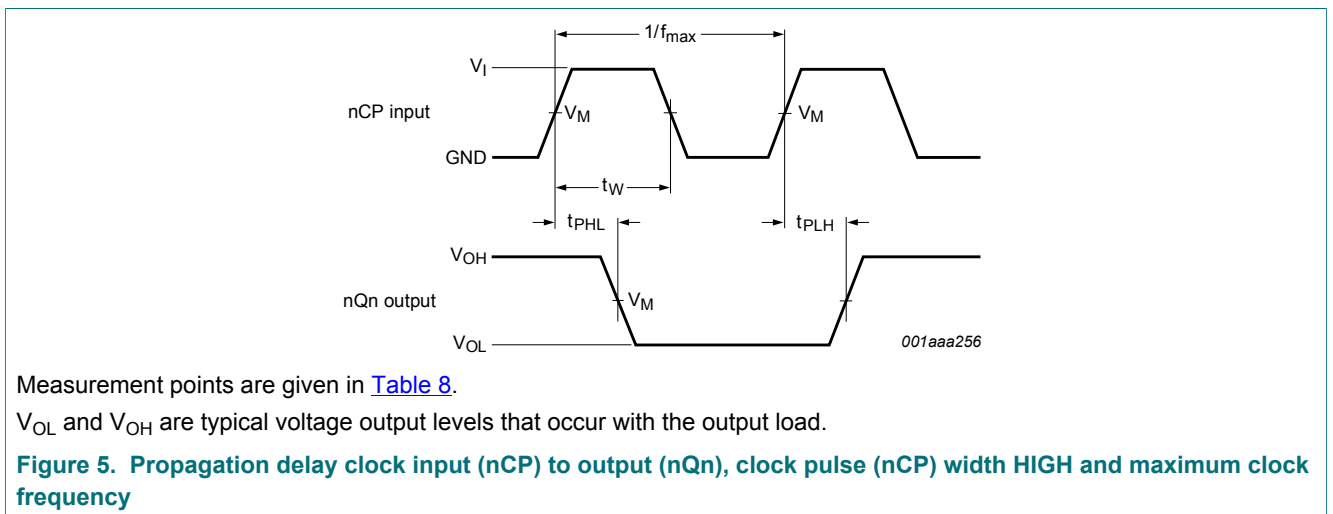 1/fmax
VI
nCP input
VM
VM
GND
tW
tPHL
tPLH
VOH
nQn output
VM
VOL
001aaa256
Measurement points are given in Table 8.
VOL and VOH are typical voltage output levels that occur with the output load.
Figure 5. Propagation delay clock input (nCP) to output (nQn), clock pulse (nCP) width HIGH and maximum clock
frequency